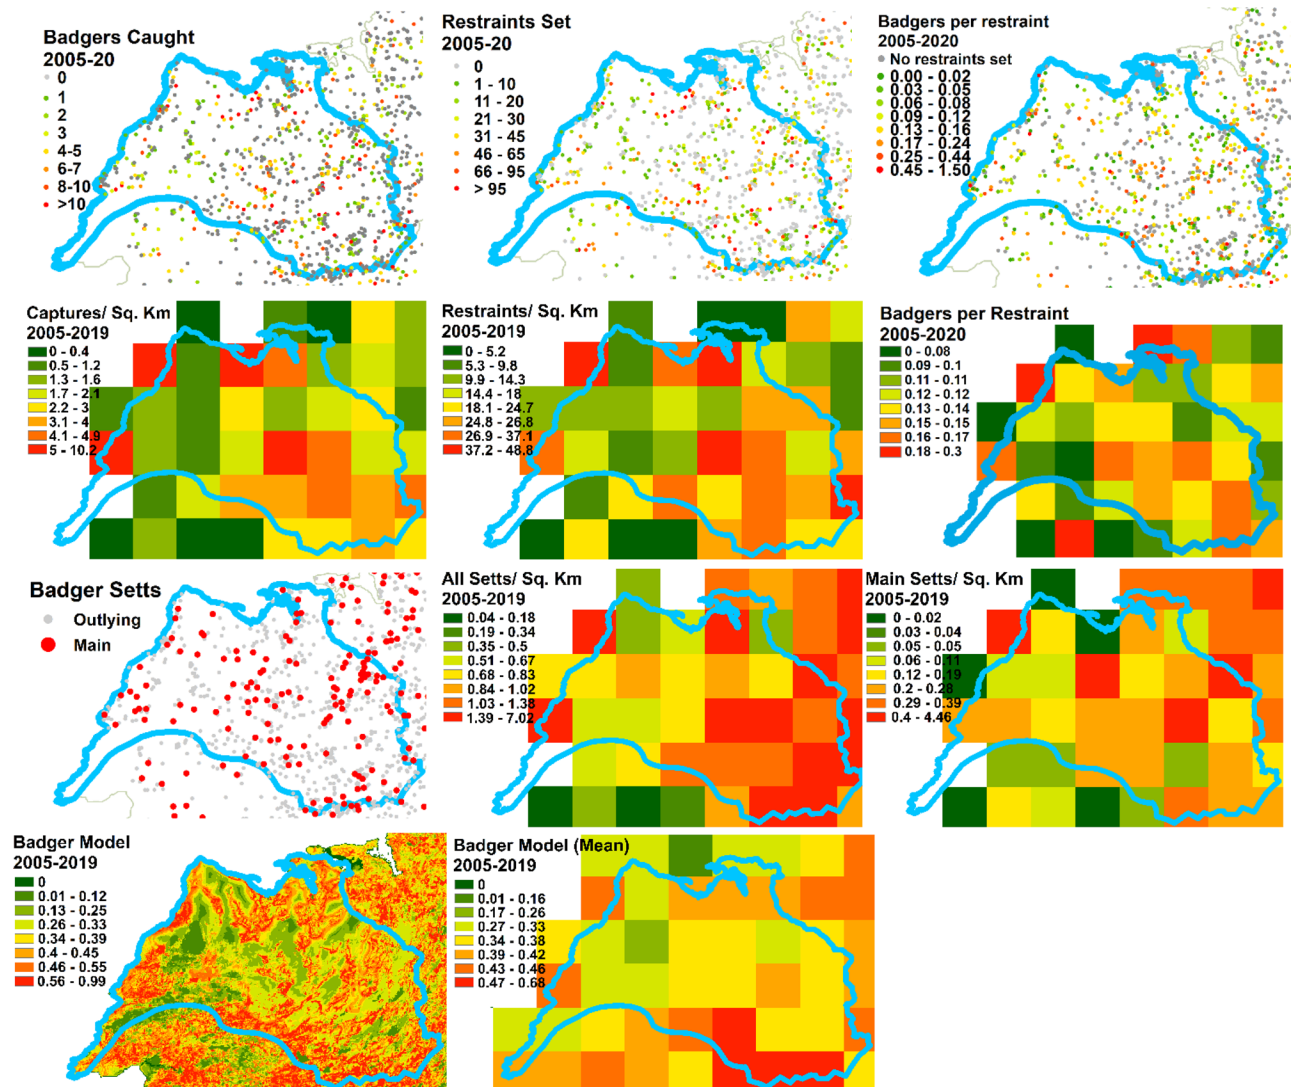 Badgers Caught
2005-20
0
1
2
3
4-5
6-7
8-10
>10
Restraints Set
2005-20
0
1 - 10
11 - 20
21 - 30
31 - 45
46 - 65
66 - 95
> 95
Badgers per restraint
2005-2020
No restraints set
0.00 - 0.02
0.03 - 0.05
0.06 - 0.08
0.09 - 0.12
0.13 - 0.16
0.17 - 0.24
0.25 - 0.44
0.45 - 1.50
Captures/ Sq. Km
2005-2019
0 - 0.4
0.5 - 1.2
1.3 - 1.6
1.7 - 2.1
2.2 - 3
3.1 - 4
4.1 - 4.9
5 - 10.2
Restraints/ Sq. Km
2005-2019
0 - 5.2
5.3 - 9.8
9.9 - 14.3
14.4 - 18
18.1 - 24.7
24.8 - 26.8
26.9 - 37.1
37.2 - 48.8
Badgers per Restraint
2005-2020
0 - 0.08
0.09 - 0.1
0.11 - 0.11
0.12 - 0.12
0.13 - 0.14
0.15 - 0.15
0.16 - 0.17
0.18 - 0.3
Badger Setts
Outlying
Main
All Setts/ Sq. Km
2005-2019
0.04 - 0.18
0.19 - 0.34
0.35 - 0.5
0.51 - 0.67
0.68 - 0.83
0.84 - 1.02
1.03 - 1.38
1.39 - 7.02
Main Setts/ Sq. Km
2005-2019
0 - 0.02
0.03 - 0.04
0.05 - 0.05
0.06 - 0.11
0.12 - 0.19
0.2 - 0.28
0.29 - 0.39
0.4 - 4.46
Badger Model
2005-2019
0
0.01 - 0.12
0.13 - 0.25
0.26 - 0.33
0.34 - 0.39
0.4 - 0.45
0.46 - 0.55
0.56 - 0.99
Badger Model (Mean)
2005-2019
0
0.01 - 0.16
0.17 - 0.26
0.27 - 0.33
0.34 - 0.38
0.39 - 0.42
0.43 - 0.46
0.47 - 0.68